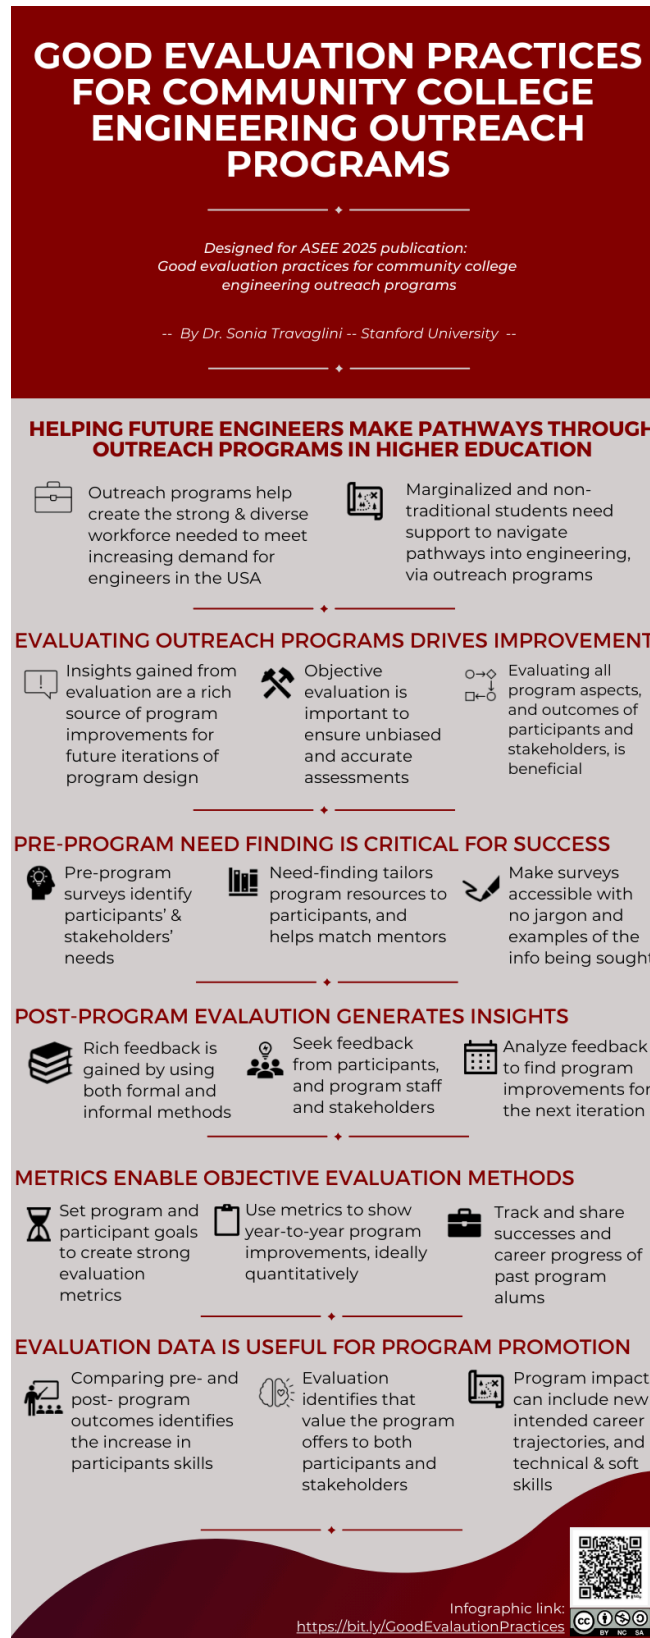 GOOD EVALUATION PRACTICES
FOR COMMUNITY COLLEGE
ENGINEERING OUTREACH
PROGRAMS
Designed for ASEE 2025 publication:
Good evaluation practices for community college
engineering outreach programs
-- By Dr. Sonia Travaglini -- Stanford University --
HELPING FUTURE ENGINEERS MAKE PATHWAYS THROUGH
OUTREACH PROGRAMS IN HIGHER EDUCATION
Outreach programs help
create the strong & diverse
workforce needed to meet
increasing demand for
engineers in the USA
Marginalized and non-
traditional students need
support to navigate
pathways into engineering,
via outreach programs
EVALUATING OUTREACH PROGRAMS DRIVES IMPROVEMENT
Insights gained from
evaluation are a rich
source of program
improvements for
future iterations of
program design
Objective
evaluation is
important to
ensure unbiased
and accurate
assessments
Evaluating all
program aspects,
and outcomes of
participants and
stakeholders, is
beneficial
PRE-PROGRAM NEED FINDING IS CRITICAL FOR SUCCESS
Pre-program
surveys identify
participants' &
stakeholders'
needs
Need-finding tailors
program resources to
participants, and
helps match mentors
Make surveys
accessible with
no jargon and
examples of the
info being sought
POST-PROGRAM EVALAUTION GENERATES INSIGHTS
Rich feedback is
gained by using
both formal and
informal methods
Seek feedback
from participants,
and program staff
and stakeholders
Analyze feedback
to find program
improvements for
the next iteration
METRICS ENABLE OBJECTIVE EVALUATION METHODS
Set program and
participant goals
to create strong
evaluation
metrics
Use metrics to show
year-to-year program
improvements, ideally
quantitatively
Track and share
successes and
career progress of
past program
alums
EVALUATION DATA IS USEFUL FOR PROGRAM PROMOTION
Comparing pre- and
post- program
outcomes identifies
the increase in
participants skills
Evaluation
identifies that
value the program
offers to both
participants and
stakeholders
Program impact
can include new
intended career
trajectories, and
technical & soft
skills
Infographic link:
https://bit.ly/GoodEvalautionPractices
cc
BY NC SA